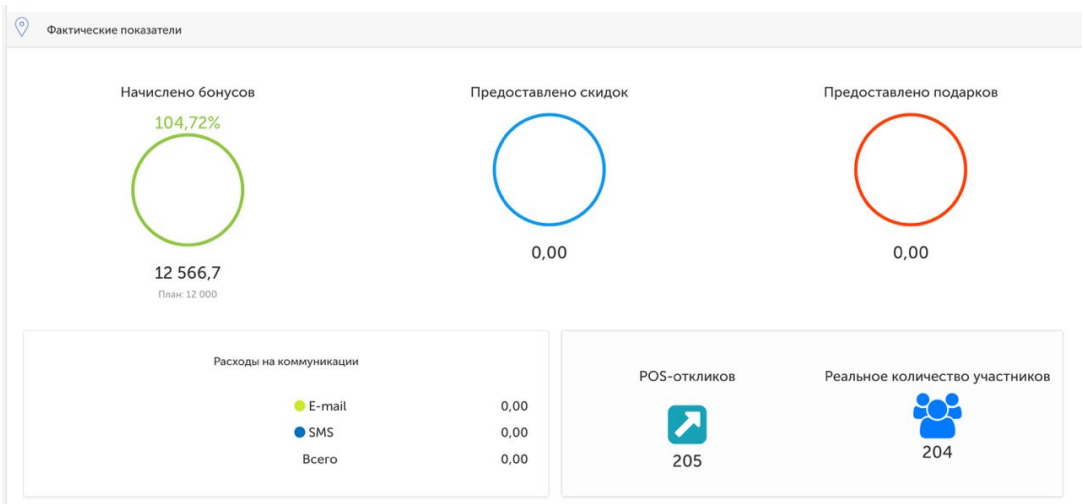 Фактические показатели
Начислено бонусов
104,72%
12 566,7
План: 12 000
Предоставлено скидок
0,00
Предоставлено подарков
0,00
Расходы на коммуникации
E-mail 0,00
SMS 0,00
Всего 0,00
POS-откликов
205
Реальное количество участников
204